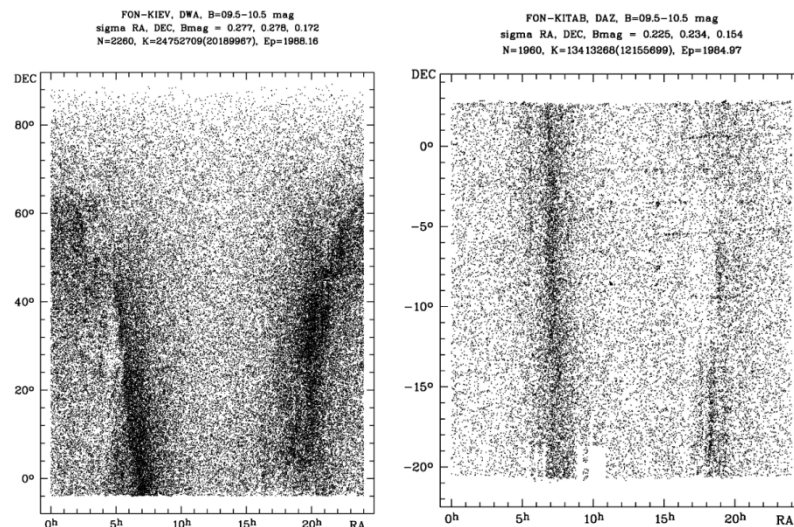 FON-KIEV, DWA, B=09.5-10.5 mag
sigma RA, DEC, Bmag = 0.277, 0.278, 0.172
N=2260, K=24752709(20189967), Ep=1988.16
DEC
80°
60°
40°
20°
0°
0h 5h 10h 15h 20h RA
FON-KITAB, DAZ, B=09.5-10.5 mag
sigma RA, DEC, Bmag = 0.225, 0.234, 0.154
N=1960, K=13413268(12155699), Ep=1984.97
DEC
0°
-5°
-10°
-15°
-20°
0h 5h 10h 15h 20h RA